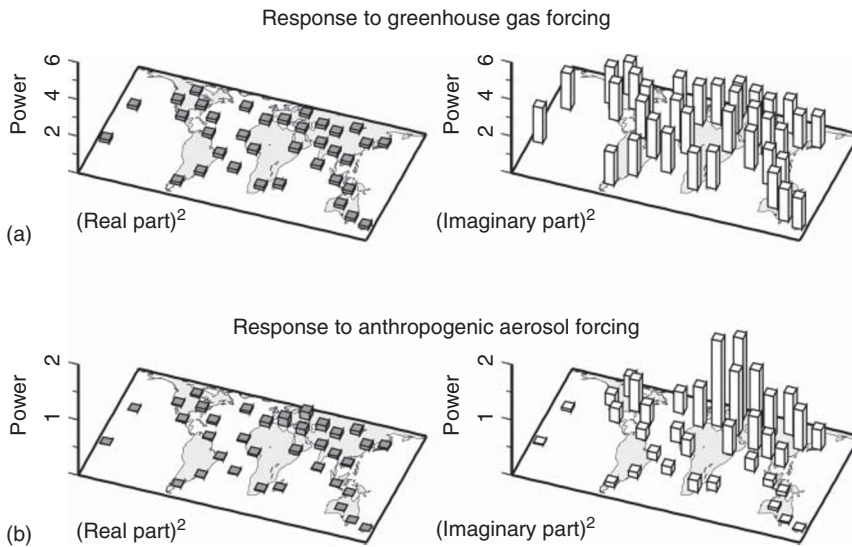 Response to greenhouse gas forcing
6
4
2
Power
6
4
2
Power
(a)
(Real part)2
(Imaginary part)2
Response to anthropogenic aerosol forcing
2
1
Power
2
1
Power
(b)
(Real part)2
(Imaginary part)2